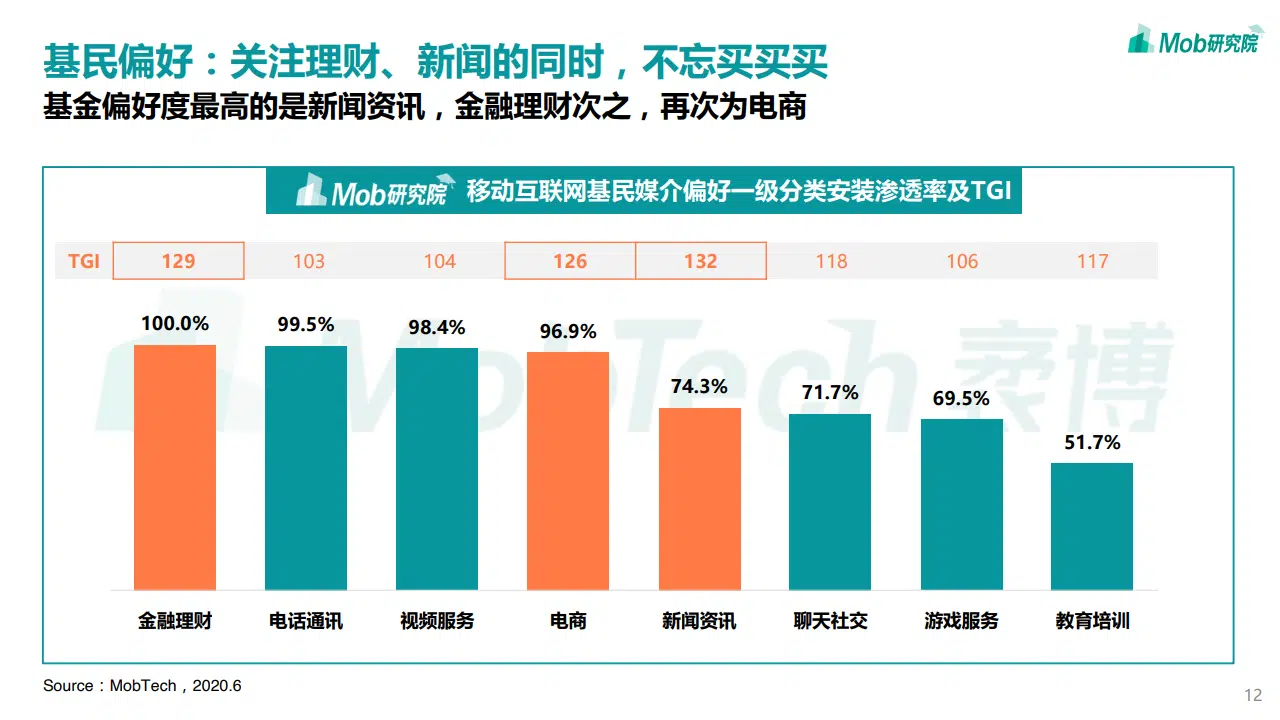 基民偏好：关注理财、新闻的同时，不忘买买买
Mob研究院
基金偏好度最高的是新闻资讯，金融理财次之，再次为电商
Mob研究院 移动互联网基民媒介偏好一级分类安装渗透率及TGI
TGI 129 103 104 126 132 118 106 117
MobTech 袤博
100.0% 99.5% 98.4% 96.9% 74.3% 71.7% 69.5% 51.7%
金融理财 电话通讯 视频服务 电商 新闻资讯 聊天社交 游戏服务 教育培训
Source：MobTech，2020.6
12